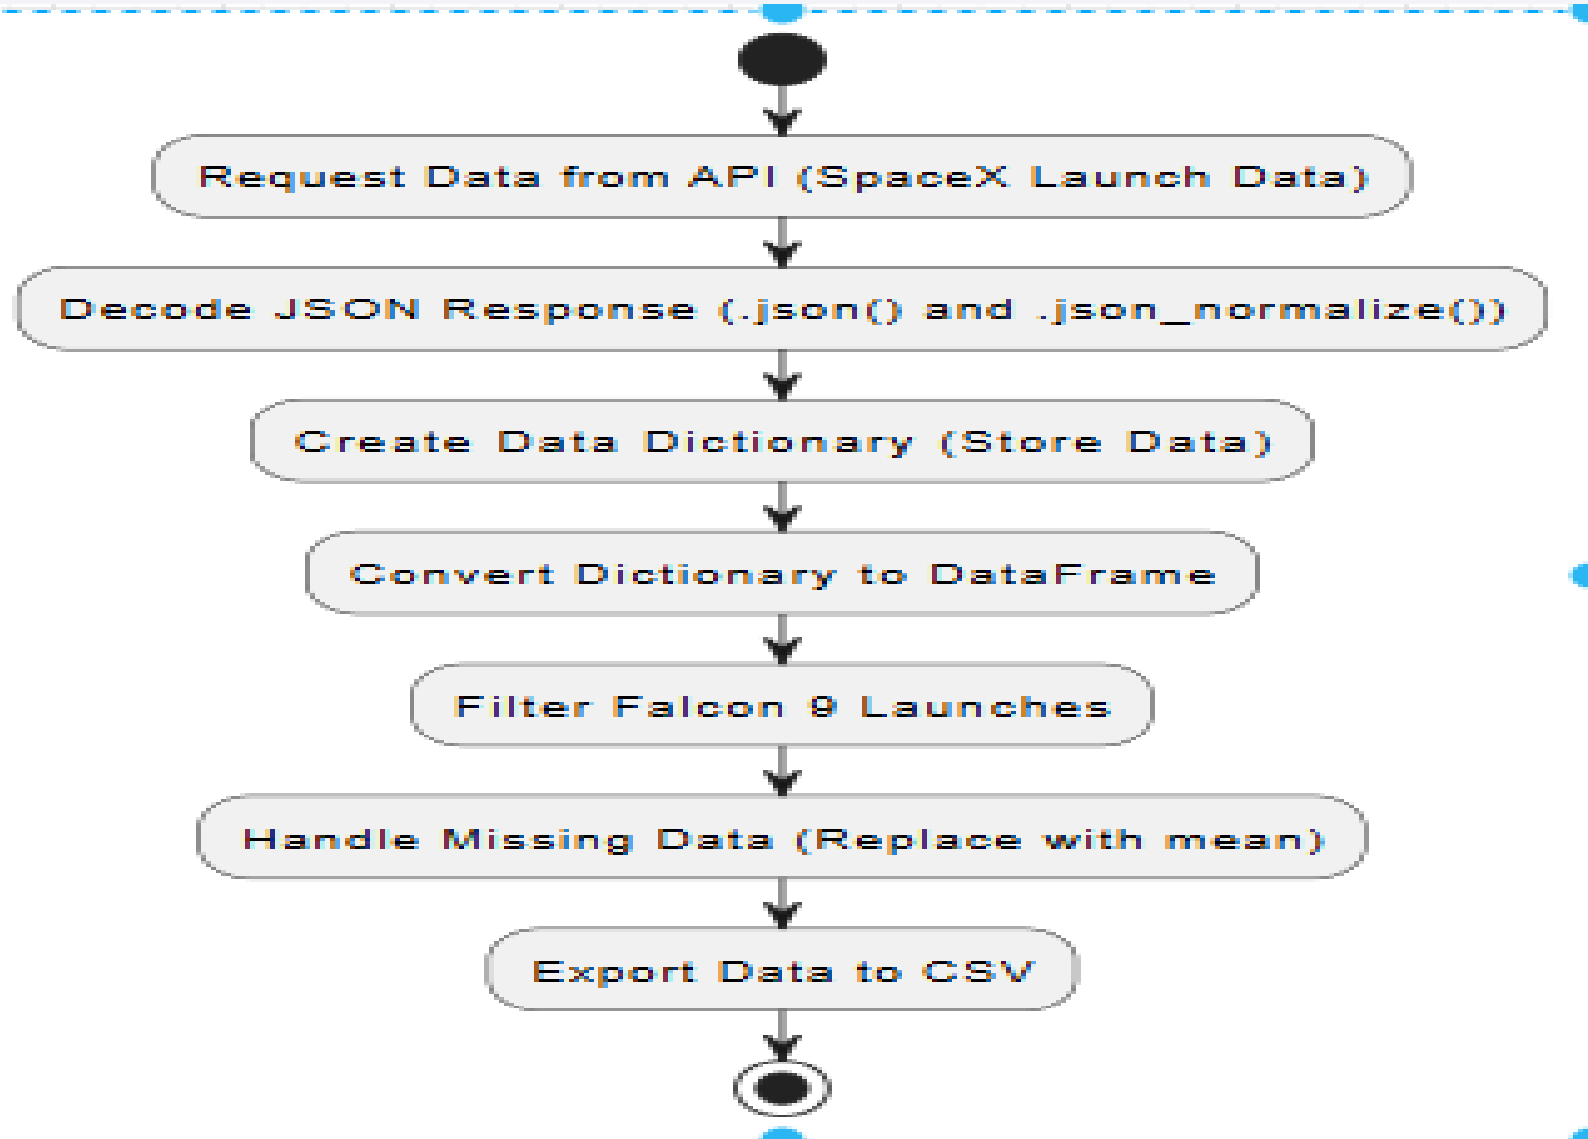 Request Data from API (SpaceX Launch Data)
Decode JSON Response (.json() and .json_normalize())
Create Data Dictionary (Store Data)
Convert Dictionary to DataFrame
Filter Falcon 9 Launches
Handle Missing Data (Replace with mean)
Export Data to CSV